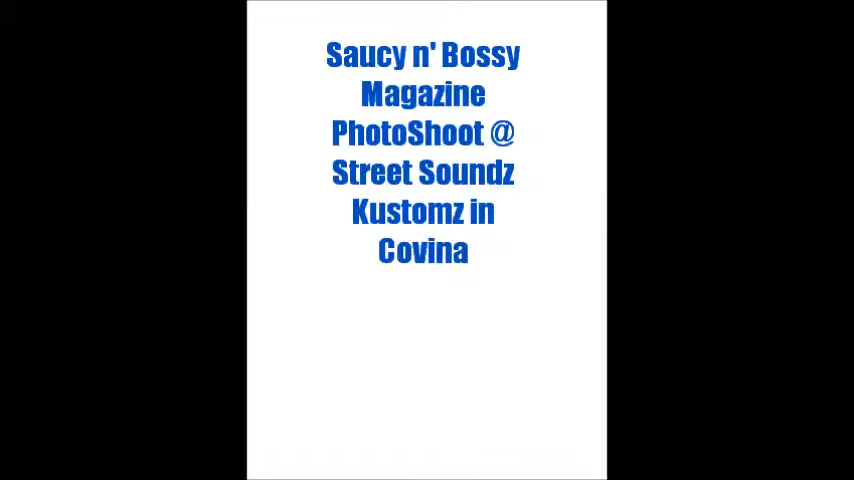 Saucy n' Bossy
Magazine
PhotoShoot @
Street Soundz
Kustomz in
Covina